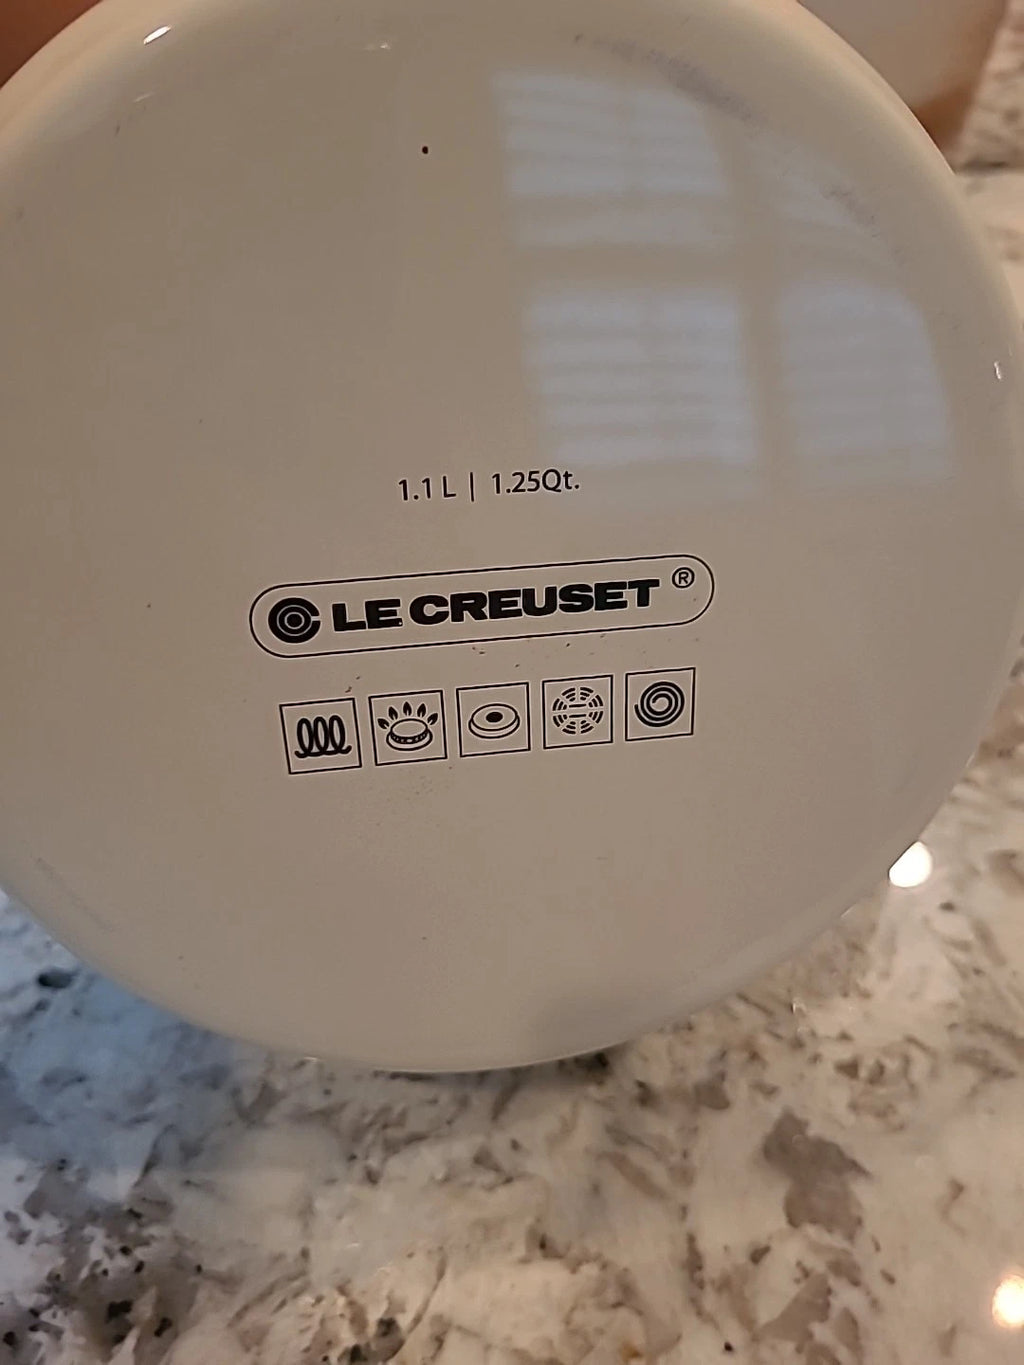 1.1 L | 1.25Qt.
LE CREUSET ®